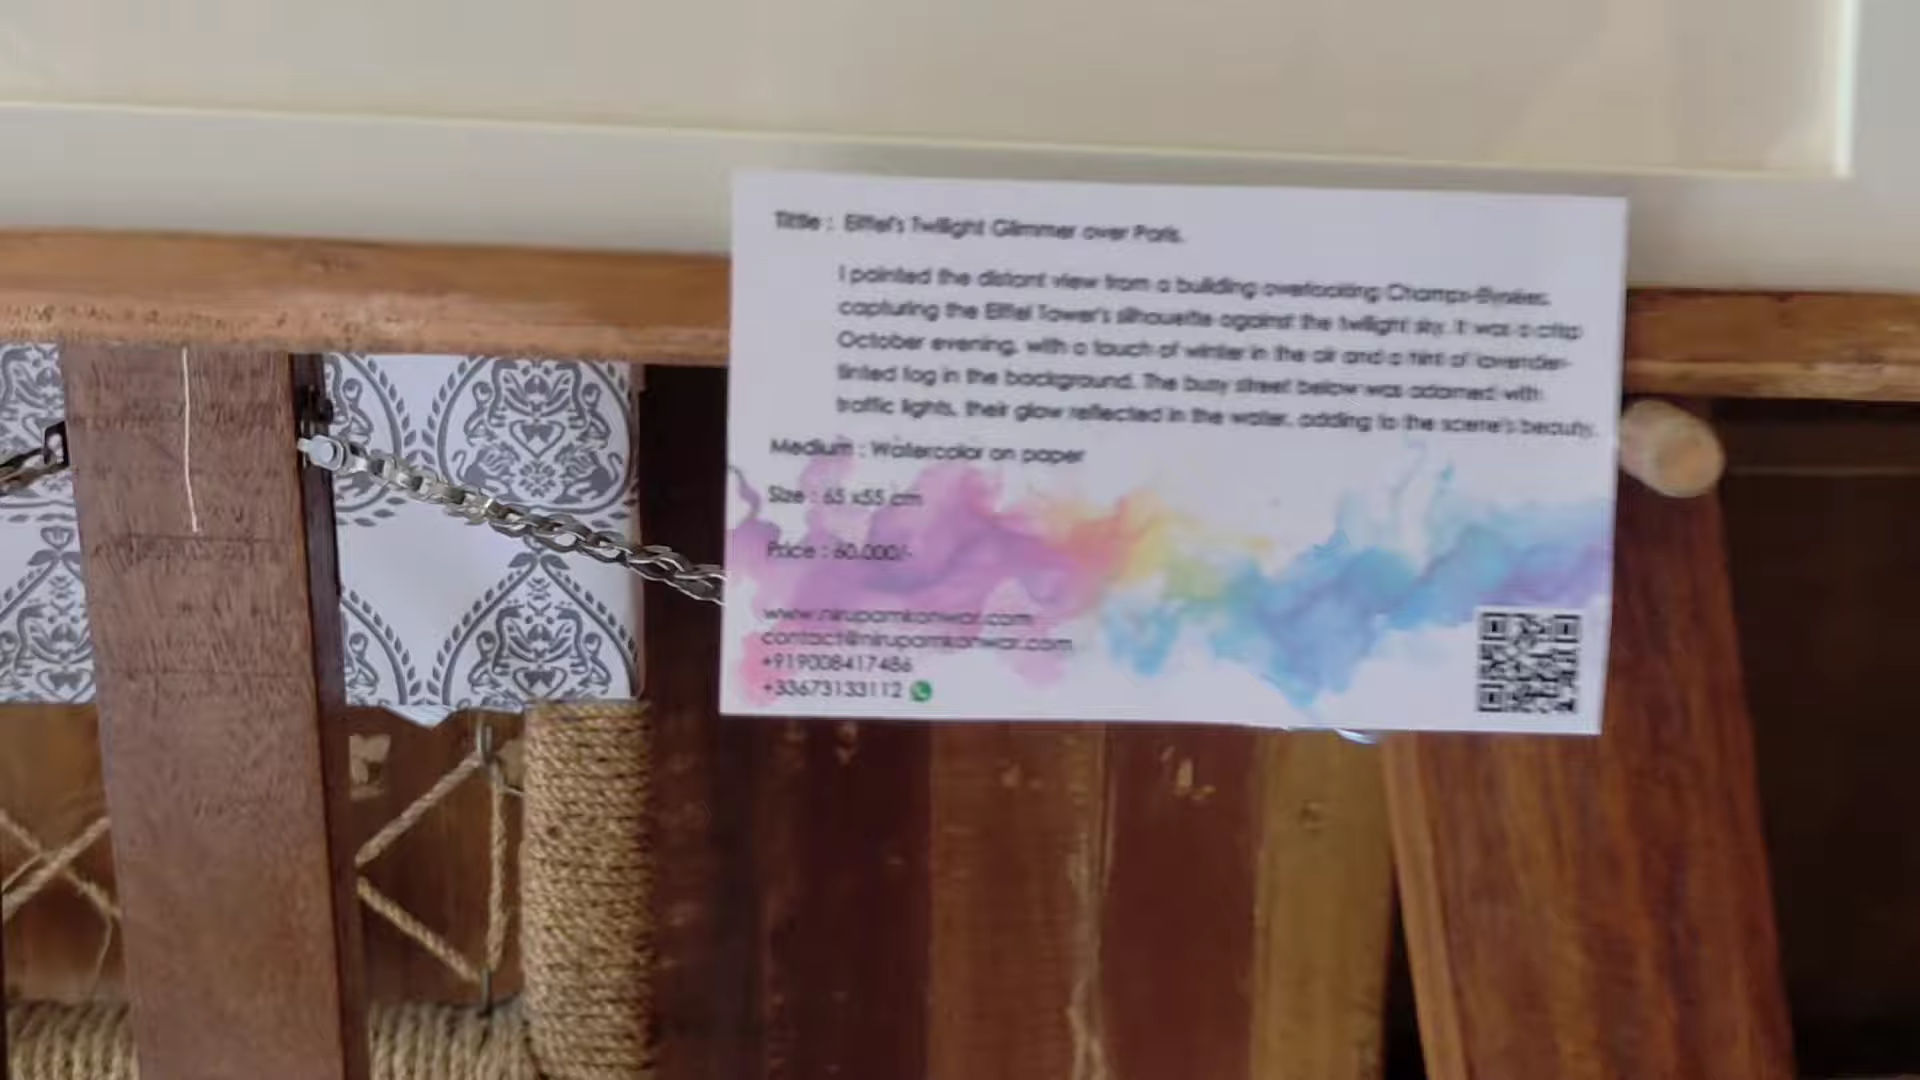 Tittle : Eiffel's Twilight Glimmer over Paris.
I painted the distant view from a building overlooking Champs-Élysées,
capturing the Eiffel Tower's silhouette against the twilight sky. It was a crisp
October evening, with a touch of winter in the air and a hint of lavender-
tinted fog in the background. The busy street below was adorned with
traffic lights, their glow reflected in the water, adding to the scene's beauty.
Medium : Watercolor on paper
Size : 65 x55 cm
Price : 60,000/-
www.nirupamkonwar.com
contact@nirupamkonwar.com
+919008417486
+33673133112